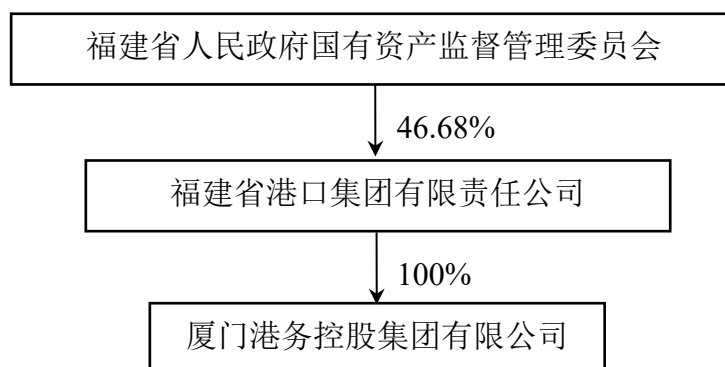 福建省人民政府国有资产监督管理委员会
46.68%
福建省港口集团有限责任公司
100%
厦门港务控股集团有限公司